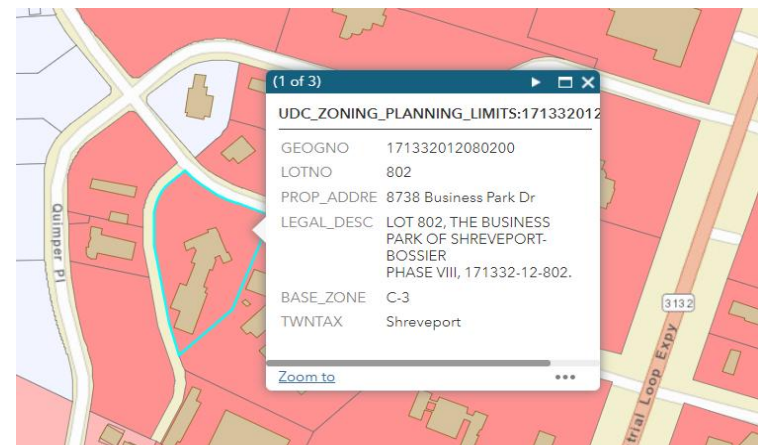 (1 of 3)
UDC_ZONING_PLANNING_LIMITS:171332012
GEOGNO 171332012080200
LOTNO 802
PROP_ADDRE 8738 Business Park Dr
LEGAL_DESC LOT 802, THE BUSINESS
PARK OF SHREVEPORT-
BOSSIER
PHASE VIII, 171332-12-802.
BASE_ZONE C-3
TWNTAX Shreveport
Zoom to
Quimper Pl
3132
trial Loop Expy